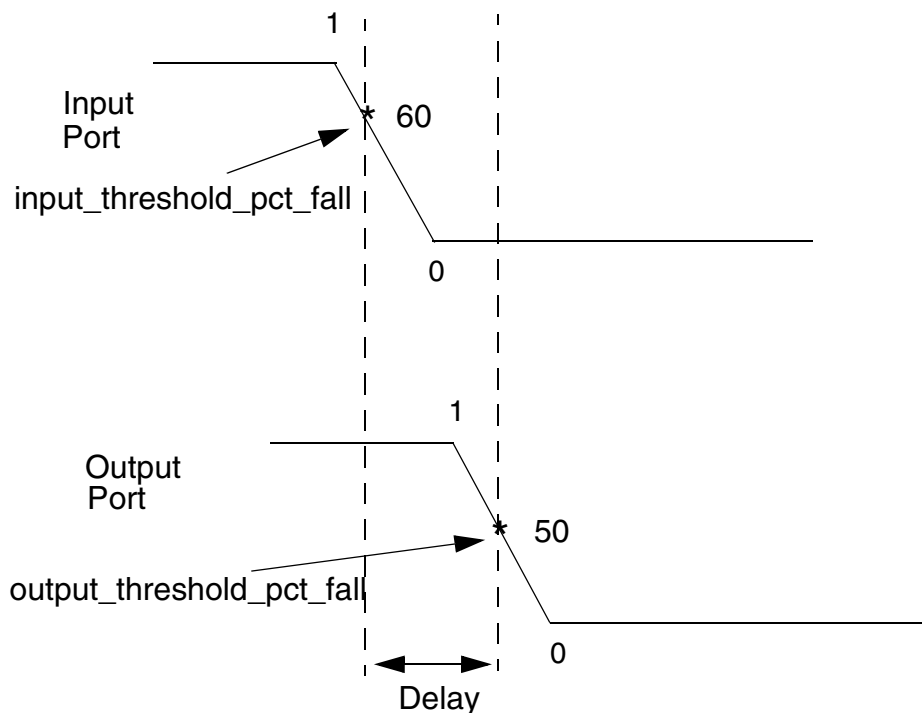 1
Input
Port
* 60
input_threshold_pct_fall
0
1
Output
Port
* 50
output_threshold_pct_fall
0
Delay